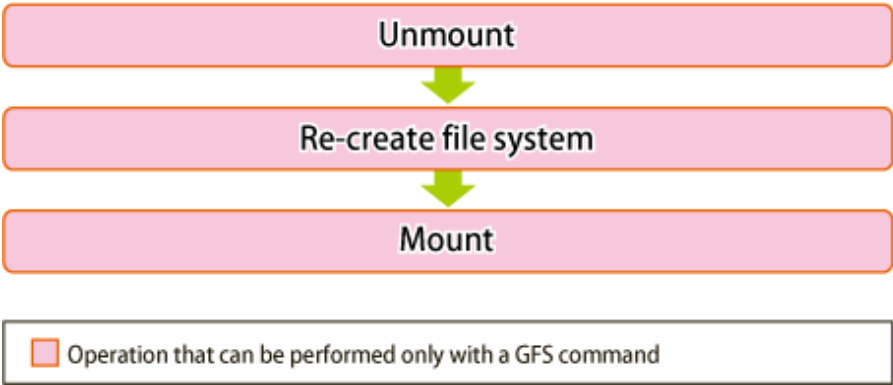 Unmount
Re-create file system
Mount
Operation that can be performed only with a GFS command